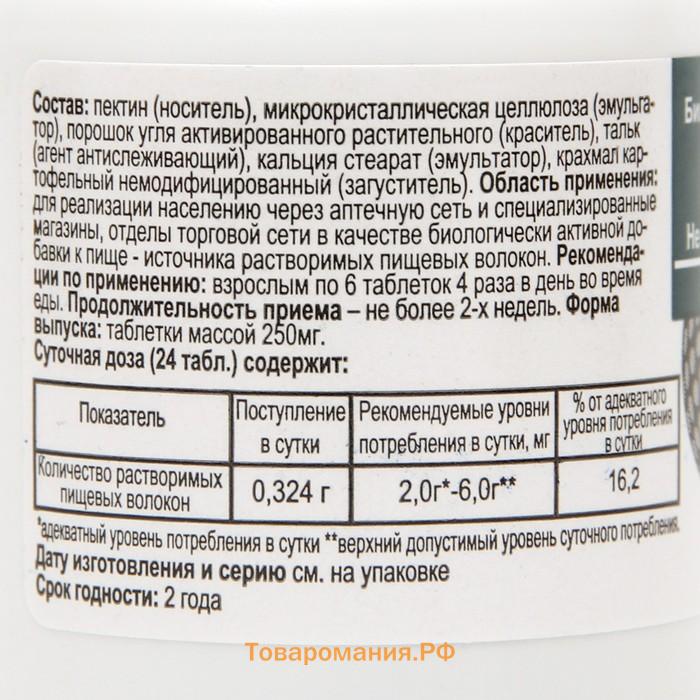 Состав: пектин (носитель), микрокристаллическая целлюлоза (эмульга-
тор), порошок угля активированного растительного (краситель), тальк
(агент антислеживающий), кальция стеарат (эмультатор), крахмал кар-
тофельный немодифицированный (загуститель). Область применения:
для реализации населению через аптечную сеть и специализированные
магазины, отделы торговой сети в качестве биологически активной до-
бавки к пище - источника растворимых пищевых волокон. Рекоменда-
ции по применению: взрослым по 6 таблеток 4 раза в день во время
еды. Продолжительность приема – не более 2-х недель. Форма
выпуска: таблетки массой 250мг.
Суточная доза (24 табл.) содержит:
Показатель
Поступление
в сутки
Рекомендуемые уровни
потребления в сутки, мг
% от адекватного
уровня потребления
в сутки
Количество растворимых
пищевых волокон
0,324 г
2,0г*-6,0г**
16,2
*адекватный уровень потребления в сутки **верхний допустимый уровень суточного потребления.
Дату изготовления и серию см. на упаковке
Срок годности: 2 года
Товаромания.РФ